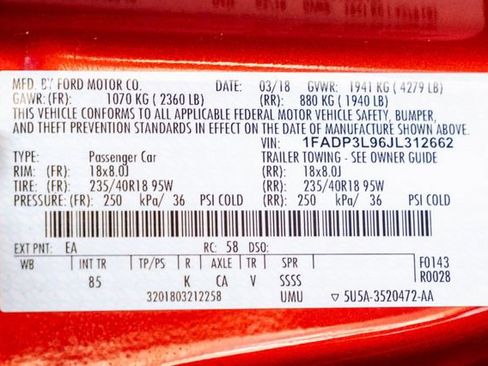 MFD. BY FORD MOTOR CO. DATE: 03/18 GVWR: 1941 KG ( 4279 LB)
GAWR: (FR): 1070 KG ( 2360 LB) (RR): 880 KG ( 1940 LB)
THIS VEHICLE CONFORMS TO ALL APPLICABLE FEDERAL MOTOR VEHICLE SAFETY, BUMPER,
AND THEFT PREVENTION STANDARDS IN EFFECT ON THE DATE OF MANUFACTURE SHOWN ABOVE.
VIN: 1FADP3L96JL312662
TYPE: Passenger Car TRAILER TOWING - SEE OWNER GUIDE
RIM: (FR): 18x8.0J (RR): 18x8.0J
TIRE: (FR): 235/40R18 95W (RR): 235/40R18 95W
PRESSURE: (FR): 250 kPa/ 36 PSI COLD (RR): 250 kPa/ 36 PSI COLD
EXT PNT: EA RC: 58 DSO:
WB INT TR TP/PS R AXLE TR SPR F0143
85 K CA V SSSS R0028
3201803212258 UMU ▽ 5U5A-3520472-AA